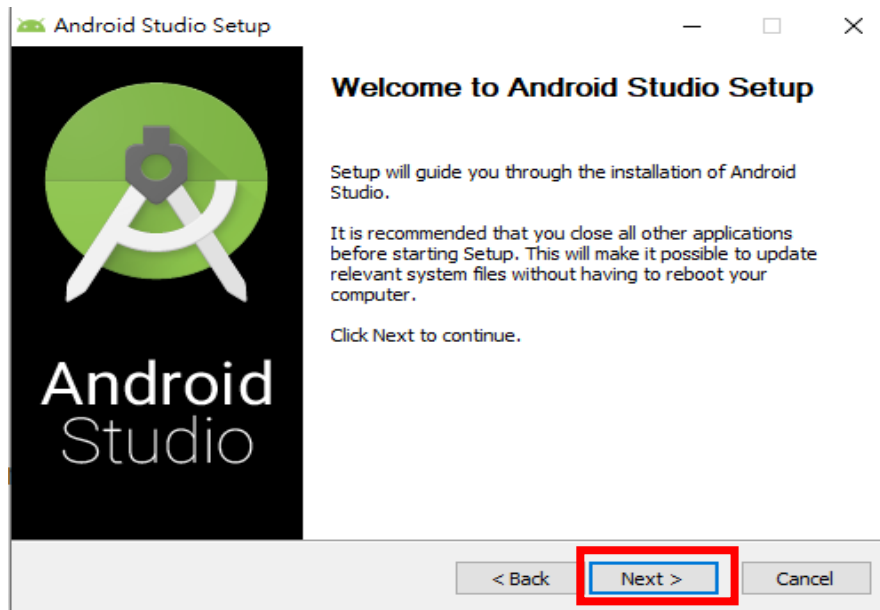 Android Studio Setup
Welcome to Android Studio Setup
Setup will guide you through the installation of Android
Studio.
It is recommended that you close all other applications
before starting Setup. This will make it possible to update
relevant system files without having to reboot your
computer.
Click Next to continue.
Android
Studio
< Back Next > Cancel